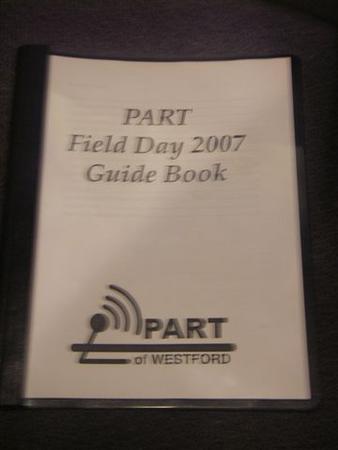 PART
Field Day 2007
Guide Book
PART
of WESTFORD